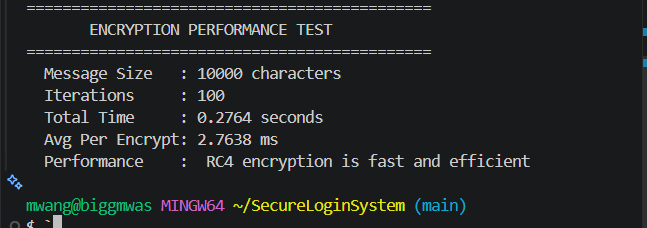 ==============================================
ENCRYPTION PERFORMANCE TEST
==============================================
Message Size   : 10000 characters
Iterations     : 100
Total Time     : 0.2764 seconds
Avg Per Encrypt: 2.7638 ms
Performance    :  RC4 encryption is fast and efficient
mwang@biggmwas MINGW64 ~/SecureLoginSystem (main)
$ `